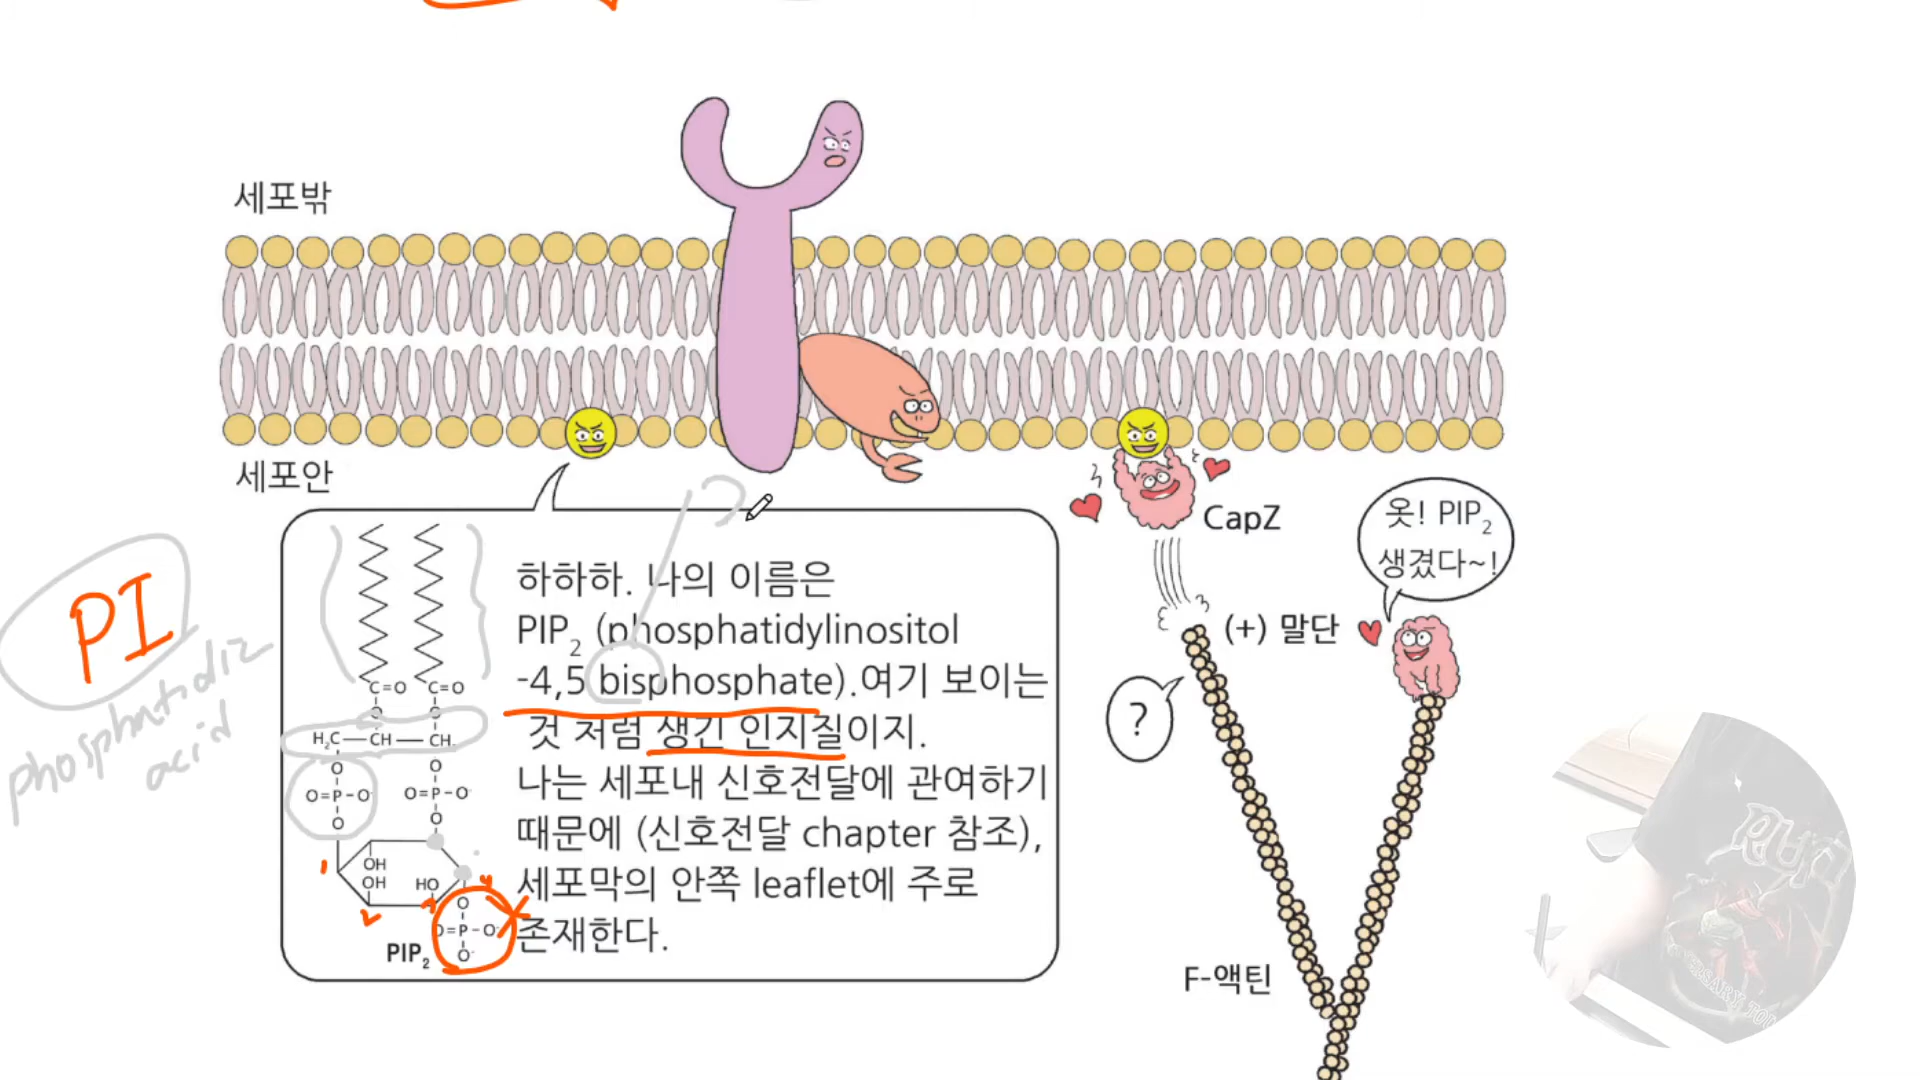 세포밖
세포안
하하하. 나의 이름은
PIP2 (phosphatidylinositol
-4,5 bisphosphate).여기 보이는
것 처럼 생긴 인지질이지.
나는 세포내 신호전달에 관여하기
때문에 (신호전달 chapter 참조),
세포막의 안쪽 leaflet에 주로
존재한다.
PI
phosphatidiz
acid
C=O C=O
H2C—CH—CH
O O
O=P-O- O=P-O-
O O
OH
OH HO
1
2
3
4
O
O=P-O-
O-
PIP2
CapZ
옷! PIP2
생겼다~!
(+) 말단
?
F-액틴